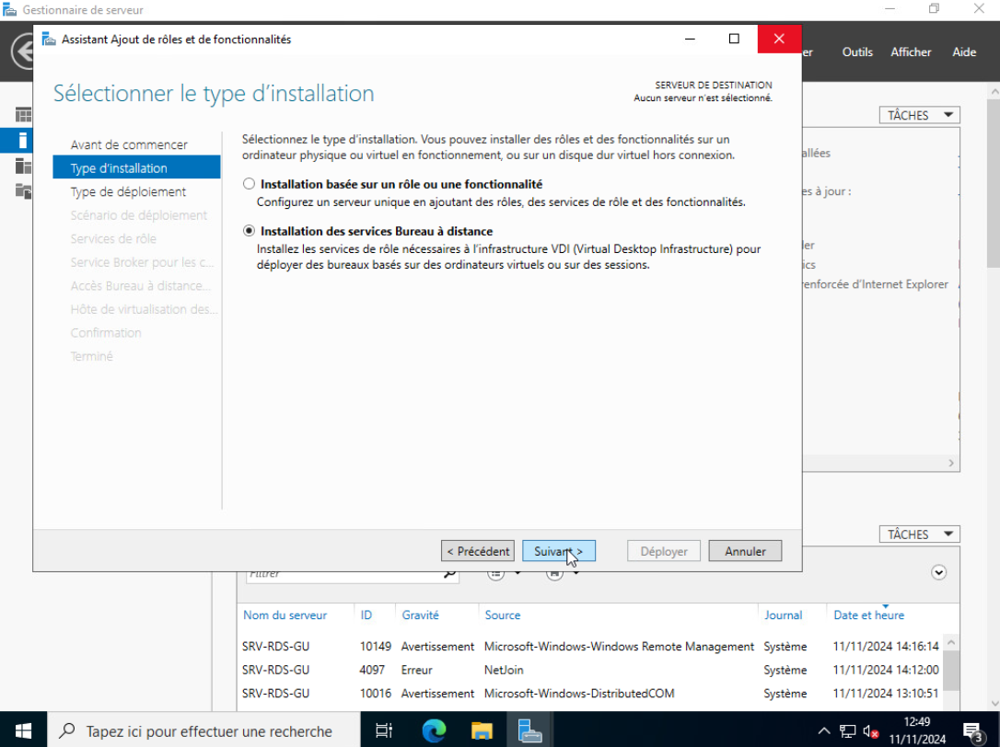 Gestionnaire de serveur
Assistant Ajout de rôles et de fonctionnalités
Outils Afficher Aide
Sélectionner le type d'installation
SERVEUR DE DESTINATION
Aucun serveur n'est sélectionné.
TÂCHES
Avant de commencer
Type d'installation
Type de déploiement
Scénario de déploiement
Services de rôle
Service Broker pour les c...
Accès Bureau à distance...
Hôte de virtualisation des...
Confirmation
Terminé
Sélectionnez le type d'installation. Vous pouvez installer des rôles et des fonctionnalités sur un
ordinateur physique ou virtuel en fonctionnement, ou sur un disque dur virtuel hors connexion.
Installation basée sur un rôle ou une fonctionnalité
Configurez un serveur unique en ajoutant des rôles, des services de rôle et des fonctionnalités.
Installation des services Bureau à distance
Installez les services de rôle nécessaires à l'infrastructure VDI (Virtual Desktop Infrastructure) pour
déployer des bureaux basés sur des ordinateurs virtuels ou sur des sessions.
allées
es à jour :
ler
ics
renforcée d'Internet Explorer
< Précédent
Suivant >
Déployer
Annuler
TÂCHES
Filtrer
Nom du serveur ID Gravité Source Journal Date et heure
SRV-RDS-GU 10149 Avertissement Microsoft-Windows-Windows Remote Management Système 11/11/2024 14:16:14
SRV-RDS-GU 4097 Erreur NetJoin Système 11/11/2024 14:12:00
SRV-RDS-GU 10016 Avertissement Microsoft-Windows-DistributedCOM Système 11/11/2024 13:10:51
Tapez ici pour effectuer une recherche
12:49
11/11/2024
3